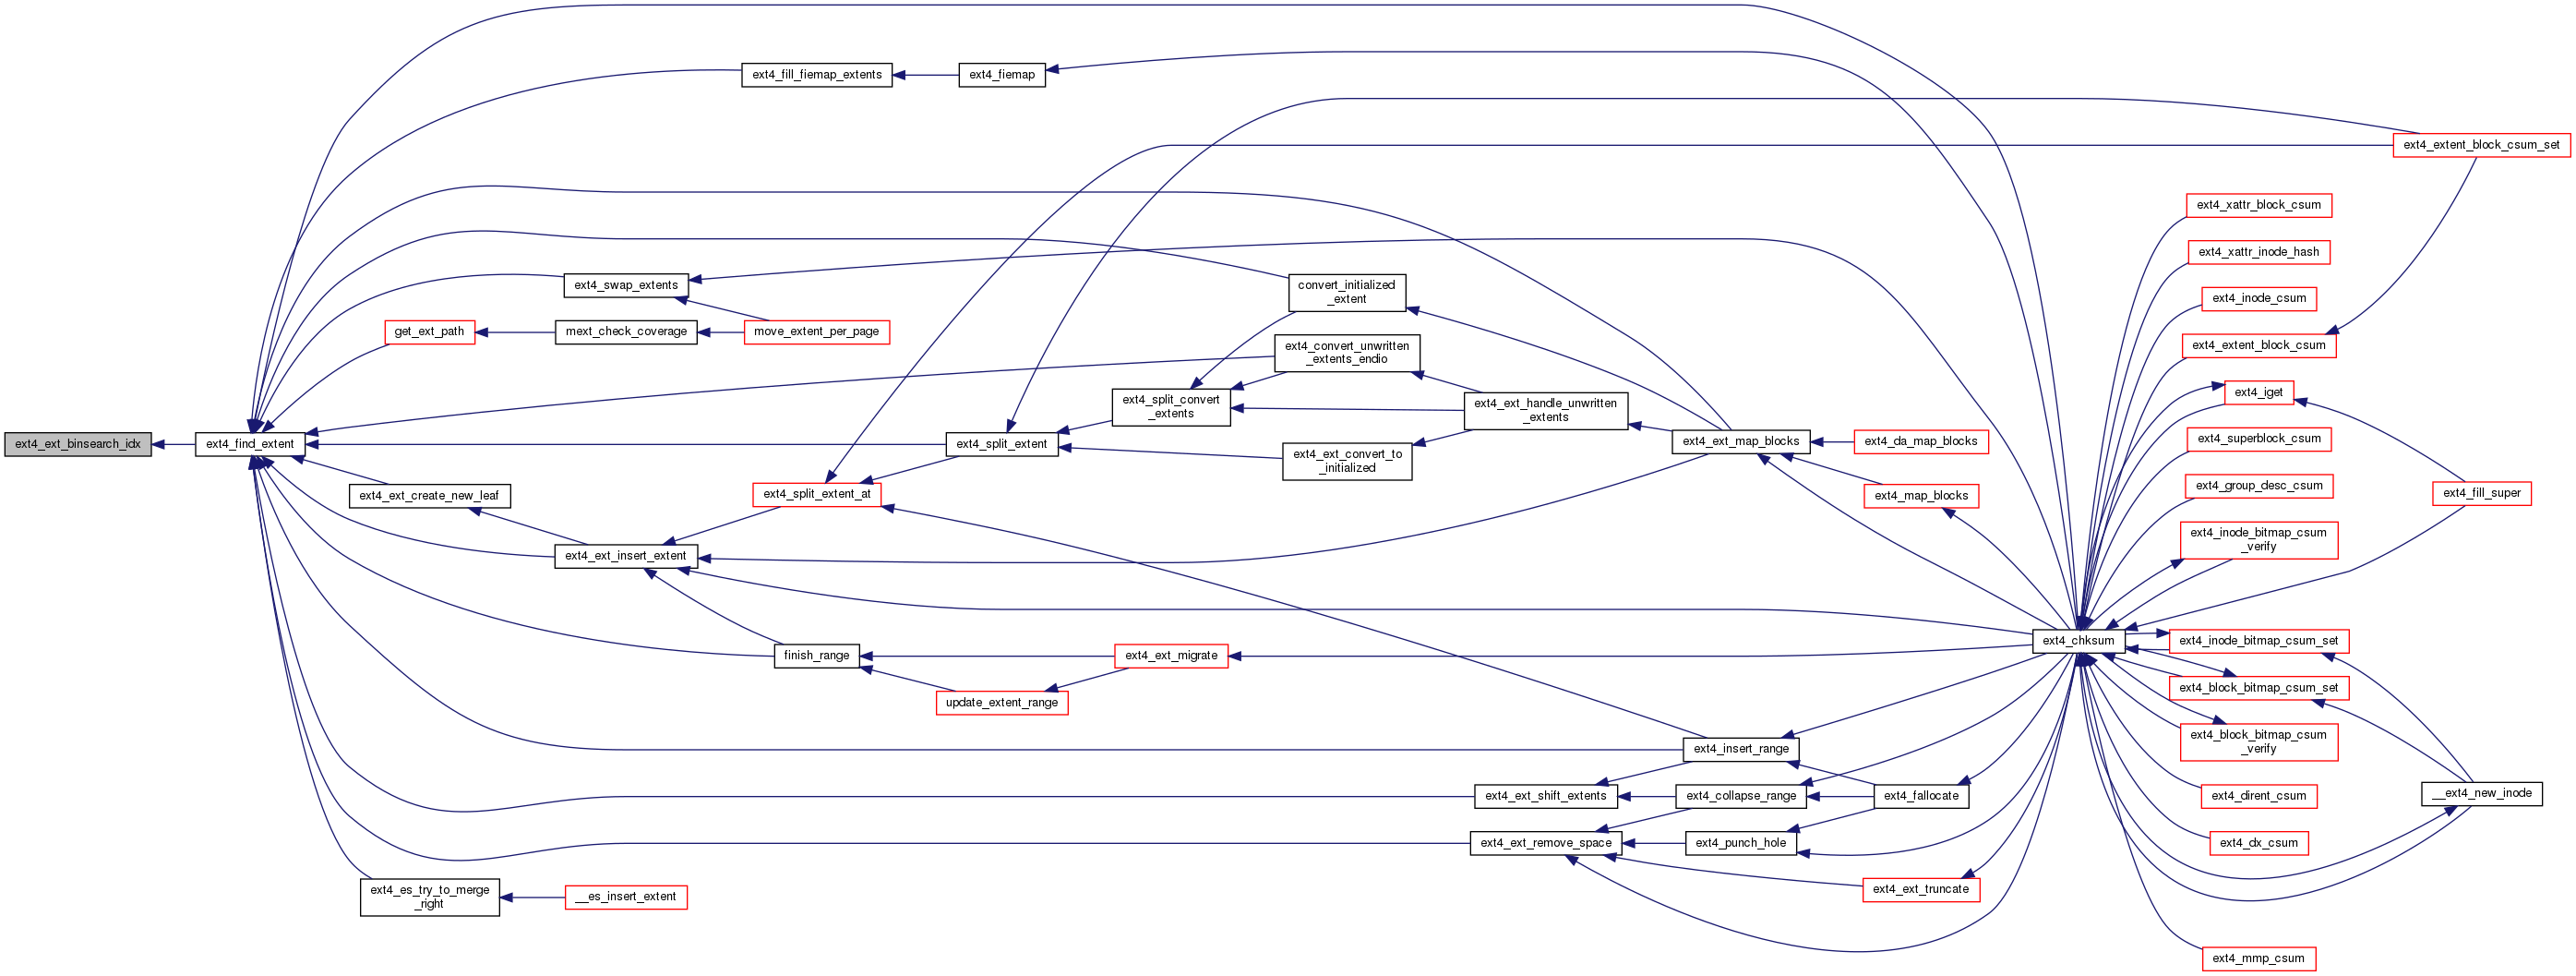 ext4_fill_fiemap_extents
ext4_fiemap
ext4_extent_block_csum_set
ext4_xattr_block_csum
ext4_xattr_inode_hash
ext4_swap_extents
convert_initialized
_extent
ext4_inode_csum
get_ext_path
mext_check_coverage
move_extent_per_page
ext4_convert_unwritten
_extents_endio
ext4_extent_block_csum
ext4_split_convert
_extents
ext4_ext_handle_unwritten
_extents
ext4_iget
ext4_ext_binsearch_idx
ext4_find_extent
ext4_split_extent
ext4_ext_convert_to
_initialized
ext4_ext_map_blocks
ext4_da_map_blocks
ext4_superblock_csum
ext4_ext_create_new_leaf
ext4_split_extent_at
ext4_map_blocks
ext4_group_desc_csum
ext4_fill_super
ext4_ext_insert_extent
ext4_inode_bitmap_csum
_verify
finish_range
ext4_ext_migrate
ext4_chksum
ext4_inode_bitmap_csum_set
update_extent_range
ext4_block_bitmap_csum_set
ext4_insert_range
ext4_block_bitmap_csum
_verify
ext4_ext_shift_extents
ext4_collapse_range
ext4_fallocate
ext4_dirent_csum
__ext4_new_inode
ext4_ext_remove_space
ext4_punch_hole
ext4_dx_csum
ext4_es_try_to_merge
_right
__es_insert_extent
ext4_ext_truncate
ext4_mmp_csum